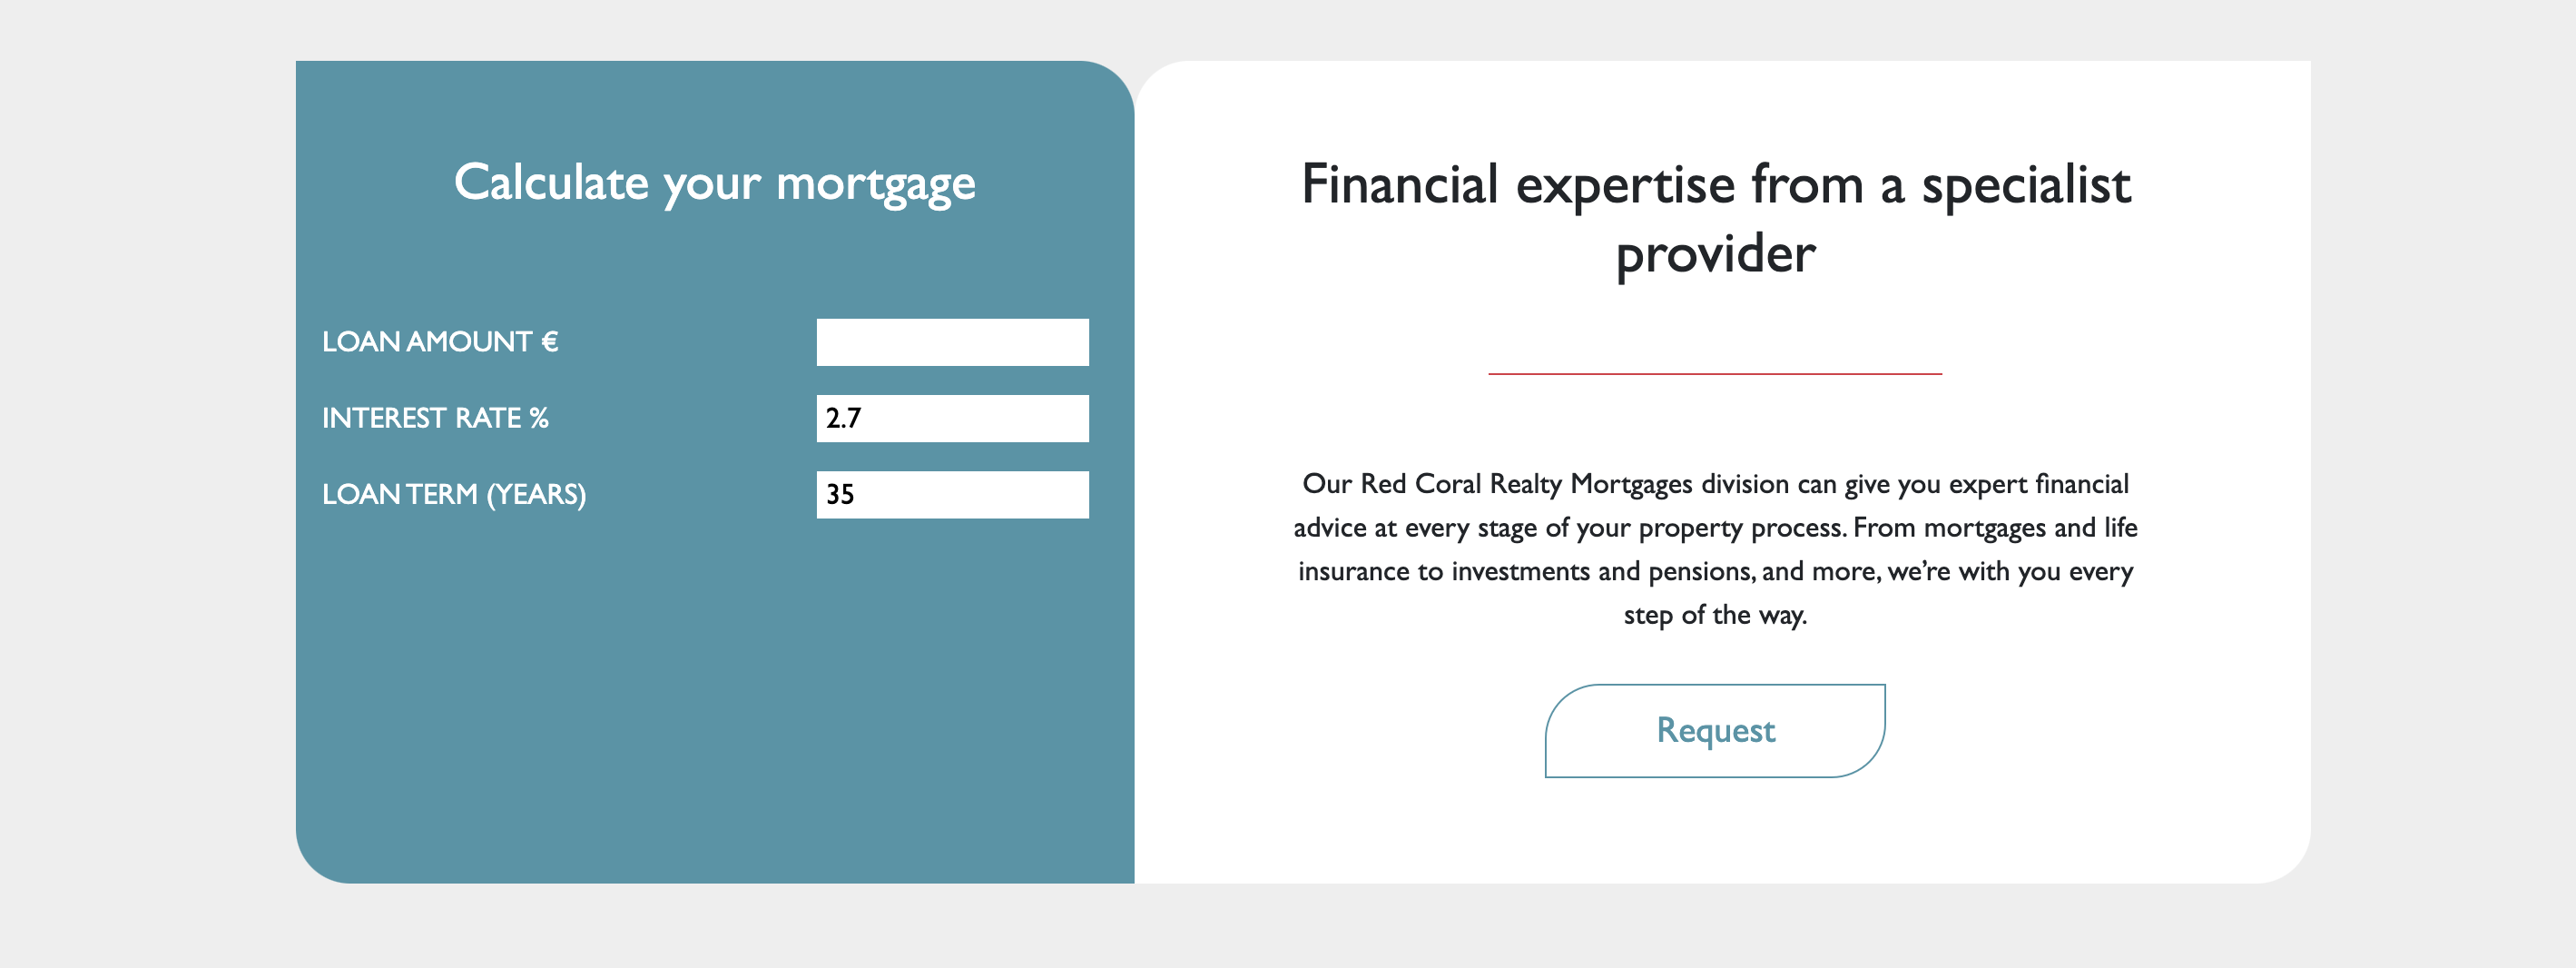 Calculate your mortgage
LOAN AMOUNT €
INTEREST RATE %
2.7
LOAN TERM (YEARS)
35
Financial expertise from a specialist
provider
Our Red Coral Realty Mortgages division can give you expert financial
advice at every stage of your property process. From mortgages and life
insurance to investments and pensions, and more, we’re with you every
step of the way.
Request